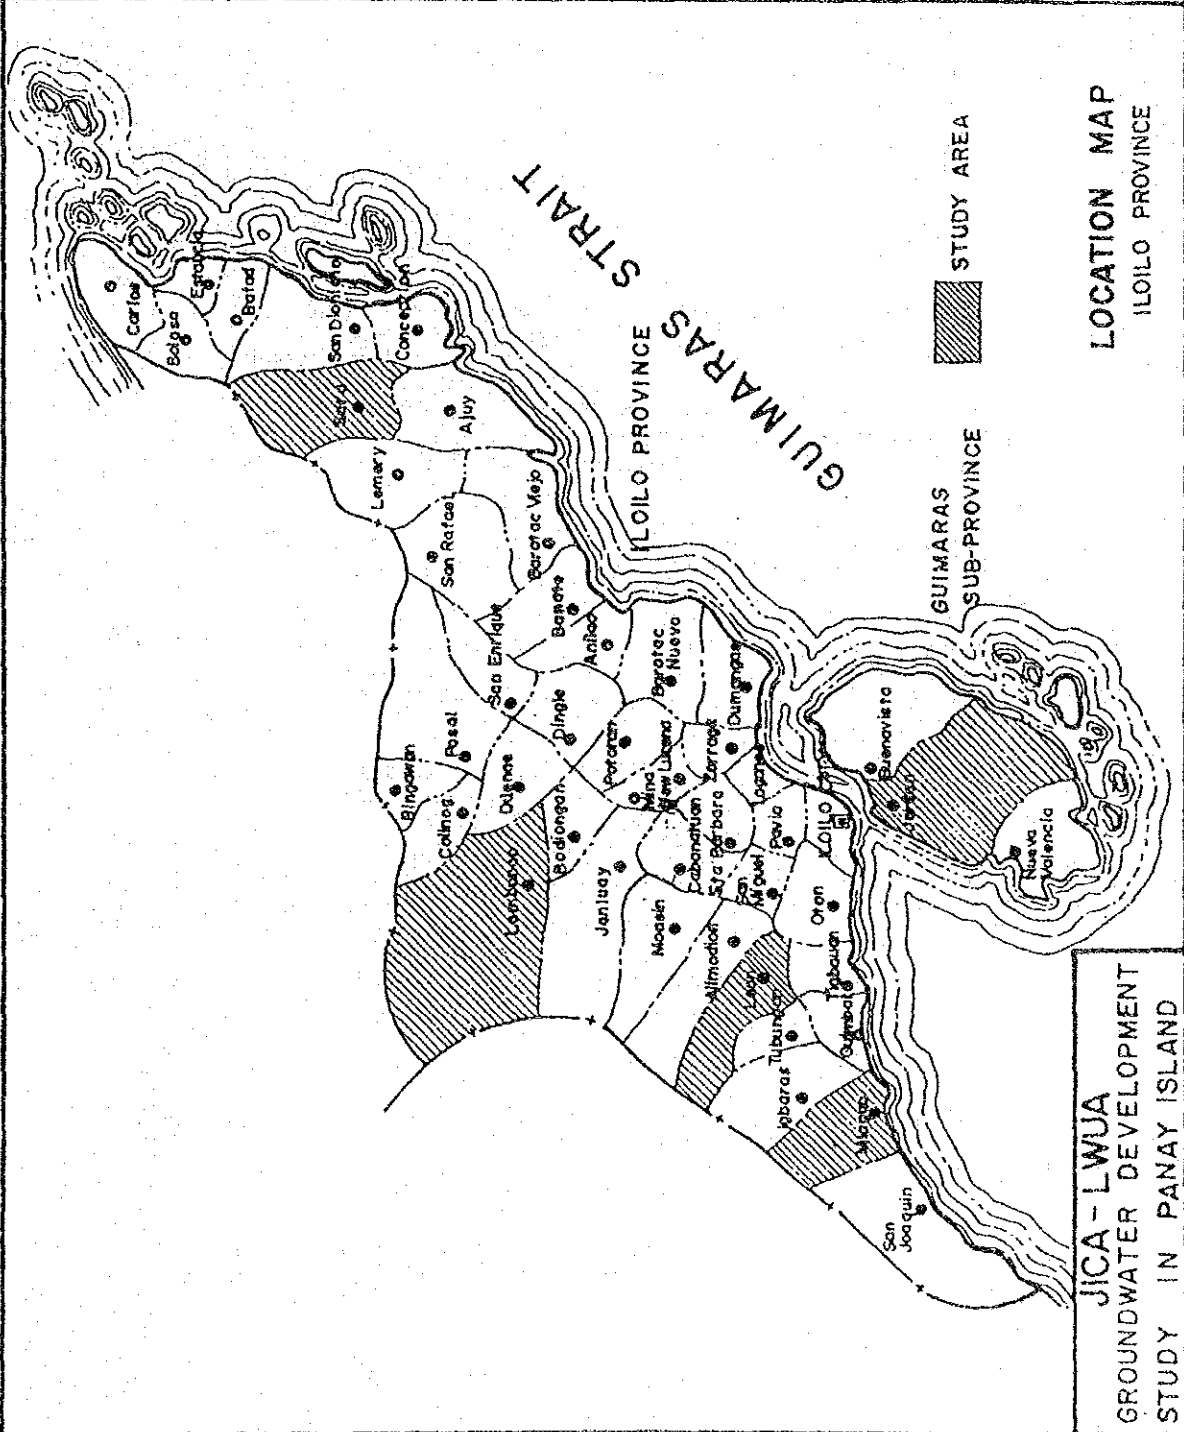 Carles
Balasa
Estancia
Batad
San Dionisio
Concepcion
Sara
Ajuy
Lemery
San Rafael
Barotac Viejo
Banate
Anilao
San Enrique
Barotac
Nuevo
Dumangas
Dingle
Pototan
Passi
Bingawan
Calinog
Duenas
Mina
New Lucena
Zarraga
Badiangan
Lambunao
Janiuay
Cabanatuan
Sta Barbara
Pavia
San
Miguel
ILOILO
Oton
Maasin
Alimodian
Leon
Tubungan
Tigbauan
Guimbal
Igbaras
Miagao
San
Joaquin
Buenavista
Jordan
Nueva
Valencia
GUIMARAS STRAIT
ILOILO PROVINCE
GUIMARAS
SUB-PROVINCE
STUDY AREA
LOCATION MAP
ILOILO PROVINCE
JICA - LWUA
GROUNDWATER DEVELOPMENT
STUDY IN PANAY ISLAND